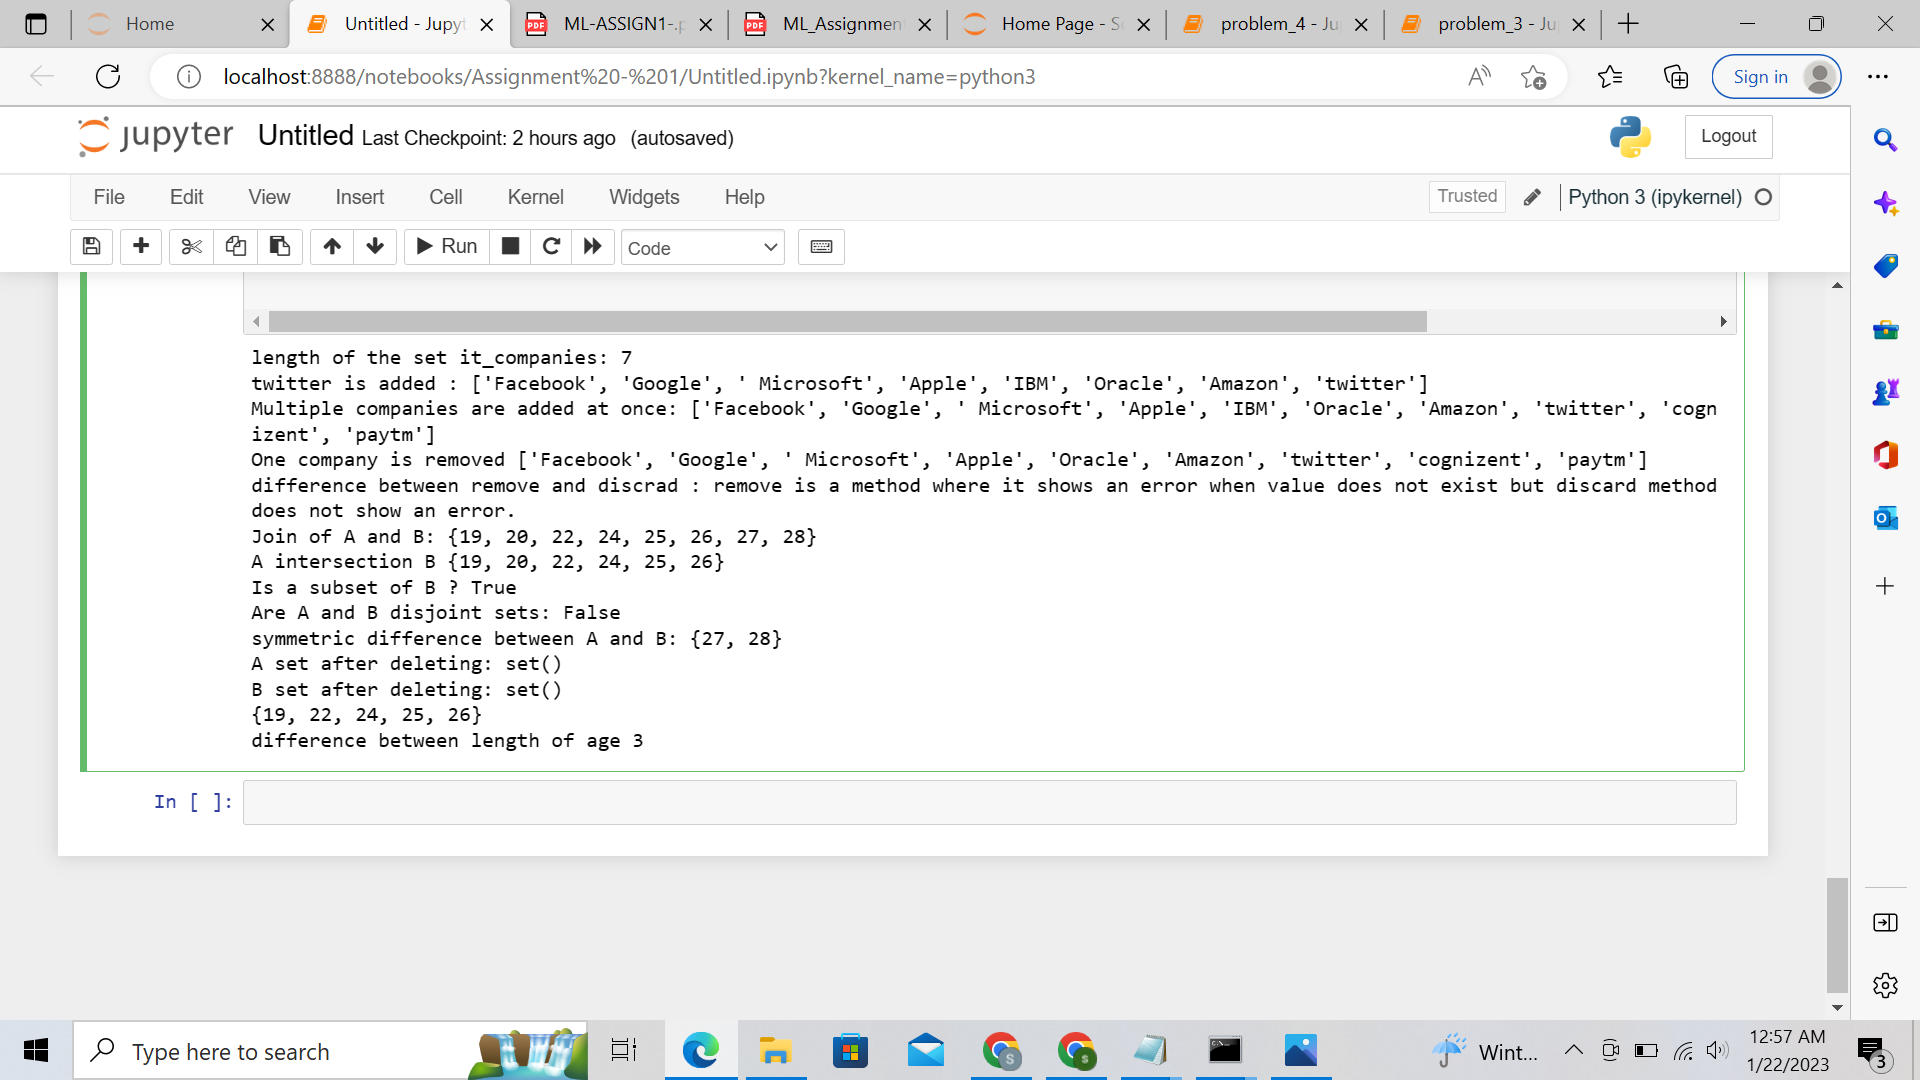 Home
Untitled - Jupyt
ML-ASSIGN1-.p
ML_Assignmen
Home Page - S
problem_4 - Ju
problem_3 - Ju
localhost:8888/notebooks/Assignment%20-%201/Untitled.ipynb?kernel_name=python3
Sign in
jupyter Untitled Last Checkpoint: 2 hours ago (autosaved)
Logout
File Edit View Insert Cell Kernel Widgets Help
Trusted
Python 3 (ipykernel)
Run
Code
length of the set it_companies: 7
twitter is added : ['Facebook', 'Google', ' Microsoft', 'Apple', 'IBM', 'Oracle', 'Amazon', 'twitter']
Multiple companies are added at once: ['Facebook', 'Google', ' Microsoft', 'Apple', 'IBM', 'Oracle', 'Amazon', 'twitter', 'cogn
izent', 'paytm']
One company is removed ['Facebook', 'Google', ' Microsoft', 'Apple', 'Oracle', 'Amazon', 'twitter', 'cognizent', 'paytm']
difference between remove and discrad : remove is a method where it shows an error when value does not exist but discard method
does not show an error.
Join of A and B: {19, 20, 22, 24, 25, 26, 27, 28}
A intersection B {19, 20, 22, 24, 25, 26}
Is a subset of B ? True
Are A and B disjoint sets: False
symmetric difference between A and B: {27, 28}
A set after deleting: set()
B set after deleting: set()
{19, 22, 24, 25, 26}
difference between length of age 3
In [ ]:
Type here to search
Wint...
12:57 AM
1/22/2023
3